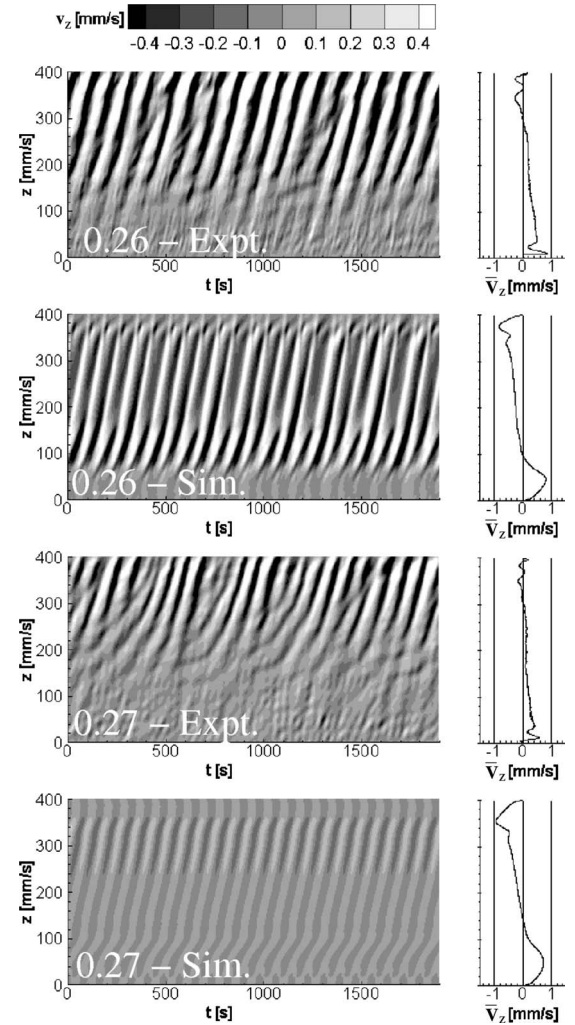 v_z [mm/s]
-0.4 -0.3 -0.2 -0.1 0 0.1 0.2 0.3 0.4
400
300
200
100
0
z [mm/s]
0.26 – Expt.
0 500 1000 1500
t [s]
-1 0 1
V̅_z [mm/s]
400
300
200
100
0
z [mm/s]
0.26 – Sim.
0 500 1000 1500
t [s]
-1 0 1
V̅_z [mm/s]
400
300
200
100
0
z [mm/s]
0.27 – Expt.
0 500 1000 1500
t [s]
-1 0 1
V̅_z [mm/s]
400
300
200
100
0
z [mm/s]
0.27 – Sim.
0 500 1000 1500
t [s]
-1 0 1
V̅_z [mm/s]